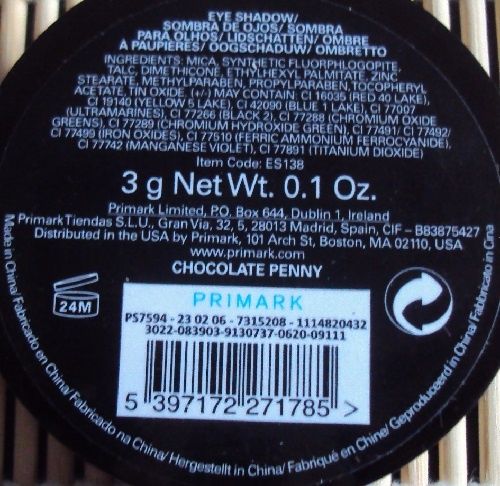 EYE SHADOW/
SOMBRA DE OJOS/ SOMBRA
PARA OLHOS/ LIDSCHATTEN/ OMBRE
A PAUPIERES/ OOGSCHADUW/ OMBRETTO
INGREDIENTS: MICA, SYNTHETIC FLUORPHLOGOPITE,
TALC, DIMETHICONE, ETHYLHEXYL PALMITATE, ZINC
STEARATE, METHYLPARABEN, PROPYLPARABEN, TOCOPHERYL
ACETATE, TIN OXIDE. (+/-) MAY CONTAIN: CI 16035 (RED 40 LAKE),
CI 19140 (YELLOW 5 LAKE), CI 42090 (BLUE 1 LAKE), CI 77007
(ULTRAMARINES), CI 77266 (BLACK 2), CI 77288 (CHROMIUM OXIDE
GREENS), CI 77289 (CHROMIUM HYDROXIDE GREEN), CI 77491/ CI 77492/
CI 77499 (IRON OXIDES), CI 77510 (FERRIC AMMONIUM FERROCYANIDE),
CI 77742 (MANGANESE VIOLET), CI 77891 (TITANIUM DIOXIDE)
Item Code: ES138
3 g Net Wt. 0.1 Oz.
Primark Limited, P.O. Box 644, Dublin 1, Ireland
Primark Tiendas S.L.U., Gran Via, 32, 5, 28013 Madrid, Spain, CIF – B83875427
Distributed in the USA by Primark, 101 Arch St, Boston, MA 02110, USA
www.primark.com
CHOCOLATE PENNY
24M
PRIMARK
PS7594 - 23 02 06 - 7315208 - 1114820432
3022-083903-9130737-0620-09111
5 397172 271785 >
Made in China/ Fabricado en China/ Fabricado na China/ Hergestellt in China/ Fabriqué en Chine/ Geproduceerd in China/ Fabbricato in Cina